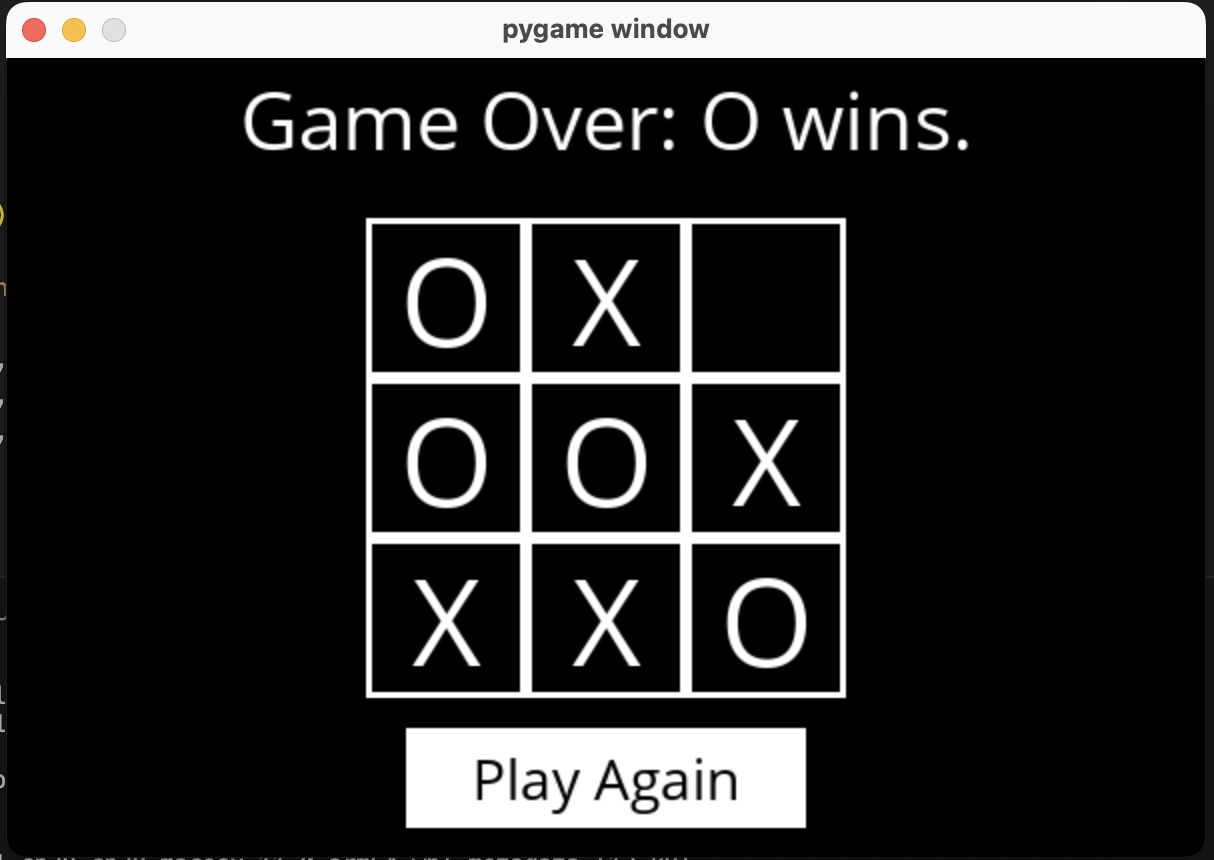 pygame window
Game Over: O wins.
O X
O O X
X X O
Play Again